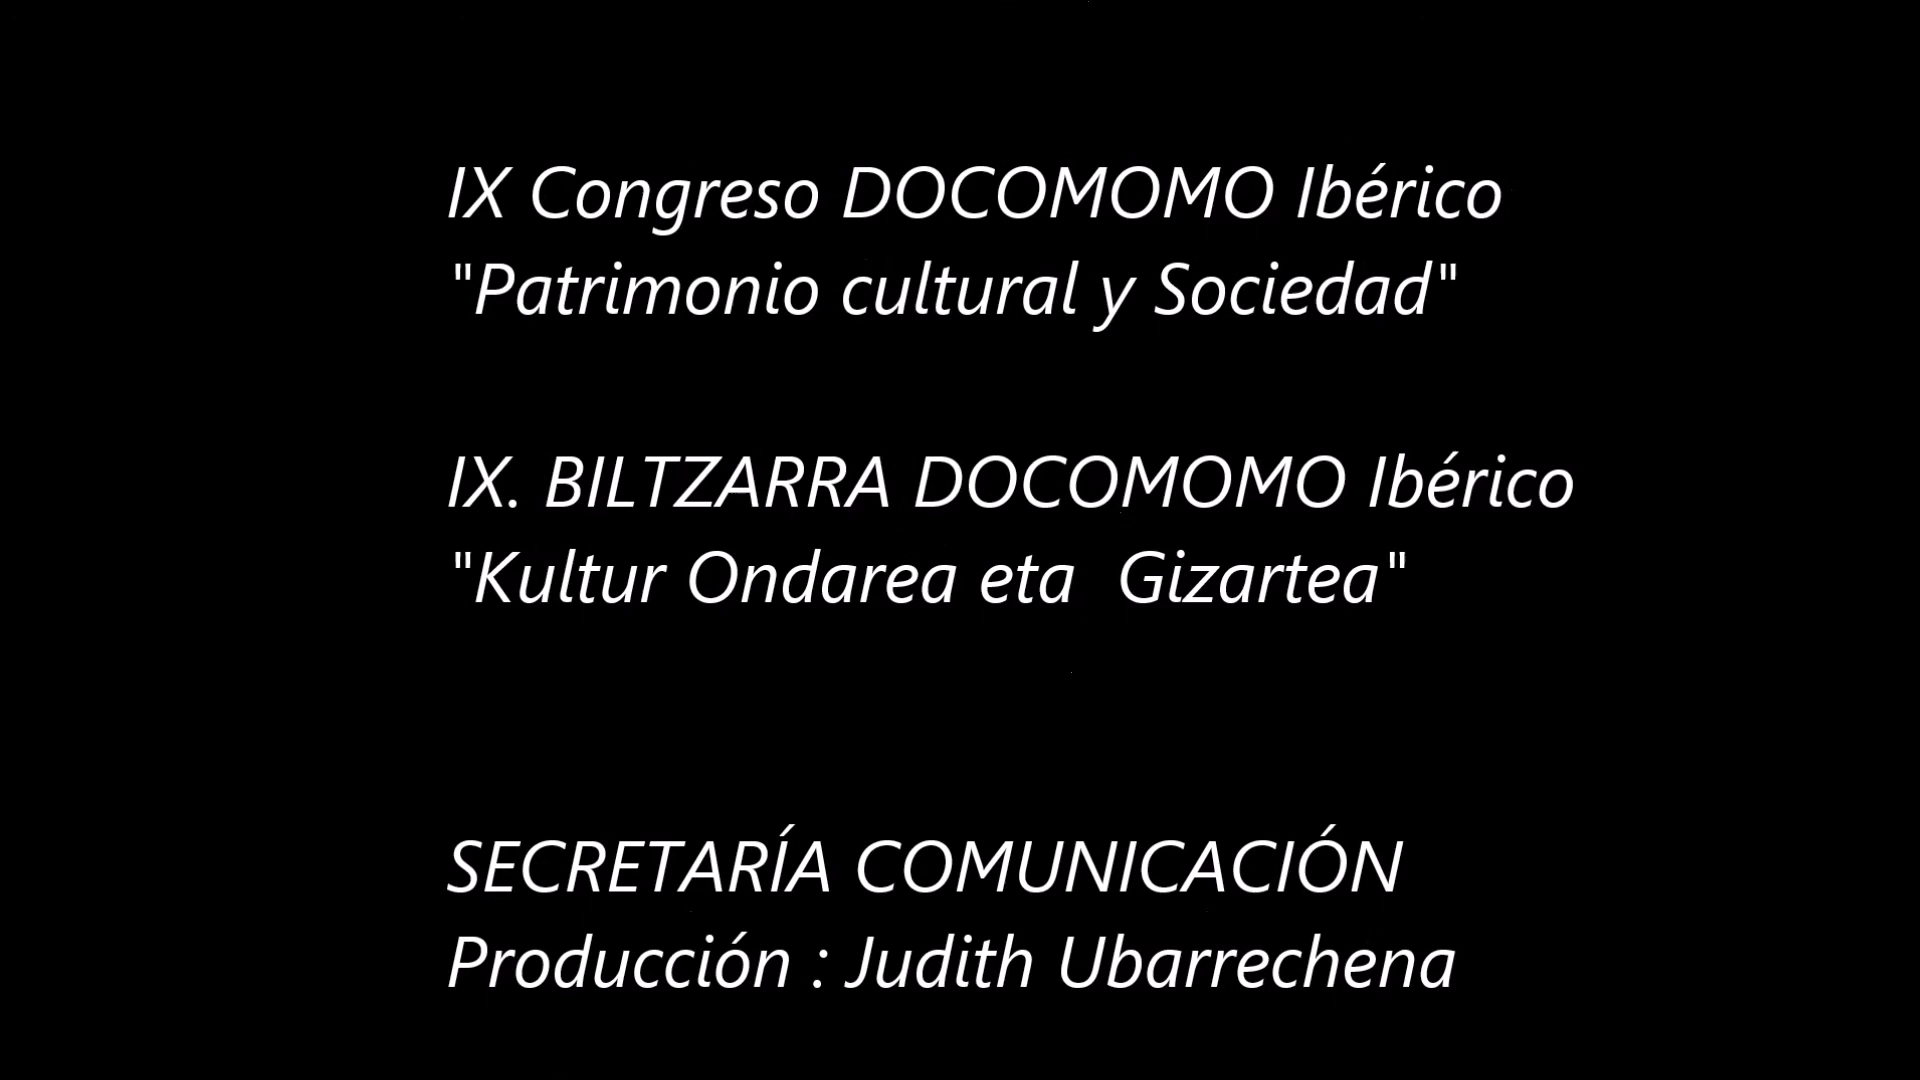 IX Congreso DOCOMOMO Ibérico
"Patrimonio cultural y Sociedad"
IX. BILTZARRA DOCOMOMO Ibérico
"Kultur Ondarea eta  Gizartea"
SECRETARÍA COMUNICACIÓN
Producción : Judith Ubarrechena